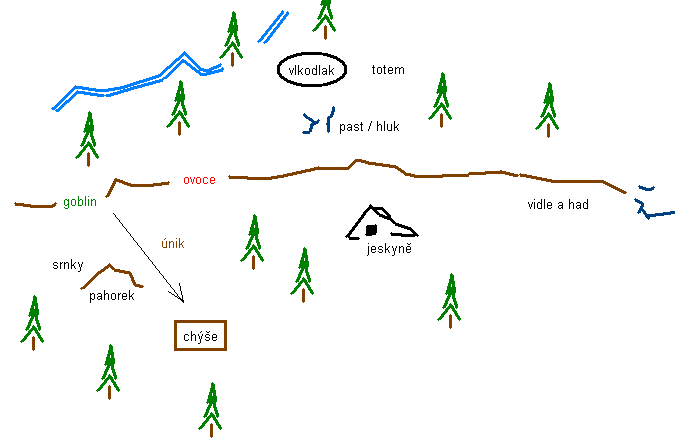 vlkodlak
totem
past / hluk
ovoce
goblin
vidle a had
únik
jeskyně
srnky
pahorek
chýše